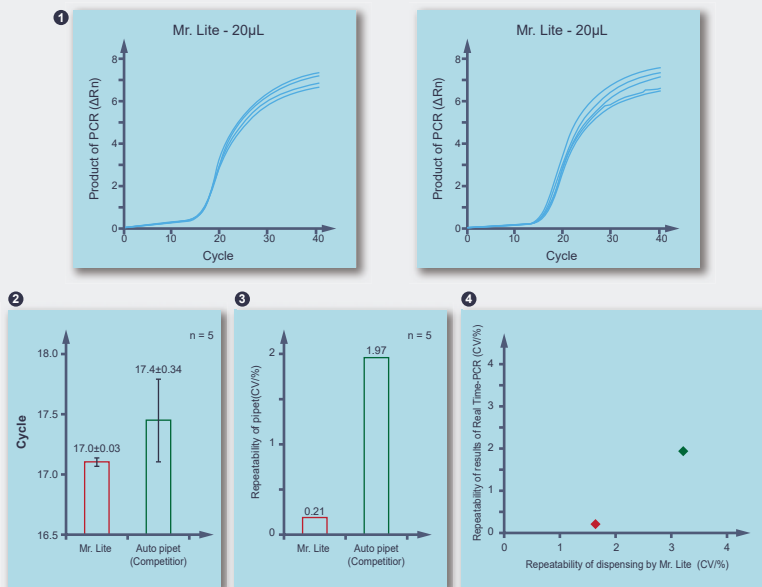 1
Mr. Lite - 20µL
Product of PCR (ΔRn)
8
6
4
2
0
0 10 20 30 40
Cycle
Mr. Lite - 20µL
Product of PCR (ΔRn)
8
6
4
2
0
0 10 20 30 40
Cycle
2
n = 5
Cycle
18.0
17.5
17.0
16.5
17.4±0.34
17.0±0.03
Mr. Lite
Auto pipet
(Competitior)
3
n = 5
Repeatability of pipet(CV/%)
2
1
0
1.97
0.21
Mr. Lite
Auto pipet
(Competitior)
4
Repeatability of results of Real Time-PCR (CV/%)
4
3
2
1
0
0 1 2 3 4
Repeatability of dispensing by Mr. Lite (CV/%)